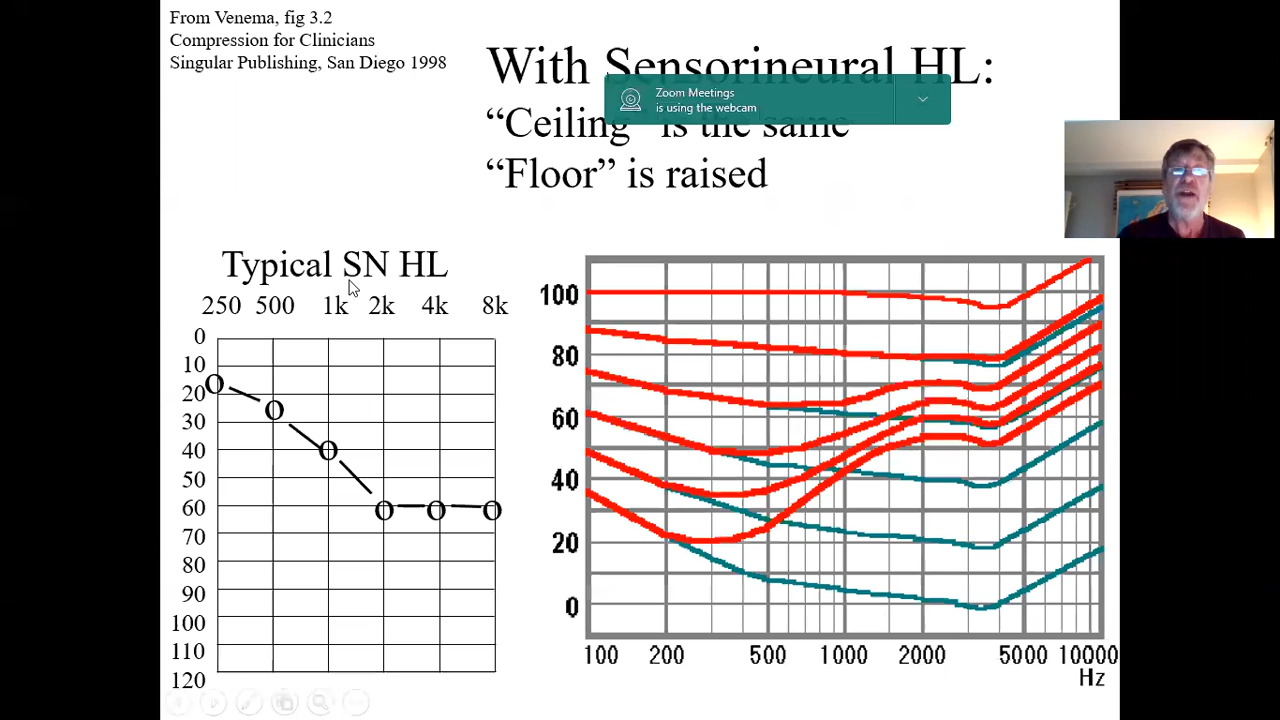 From Venema, fig 3.2
Compression for Clinicians
Singular Publishing, San Diego 1998
With Sensorineural HL:
Zoom Meetings
is using the webcam
“Ceiling” is the same
“Floor” is raised
Typical SN HL
250 500 1k 2k 4k 8k
0
10
20
30
40
50
60
70
80
90
100
110
120
100
80
60
40
20
0
100 200 500 1000 2000 5000 10000
Hz